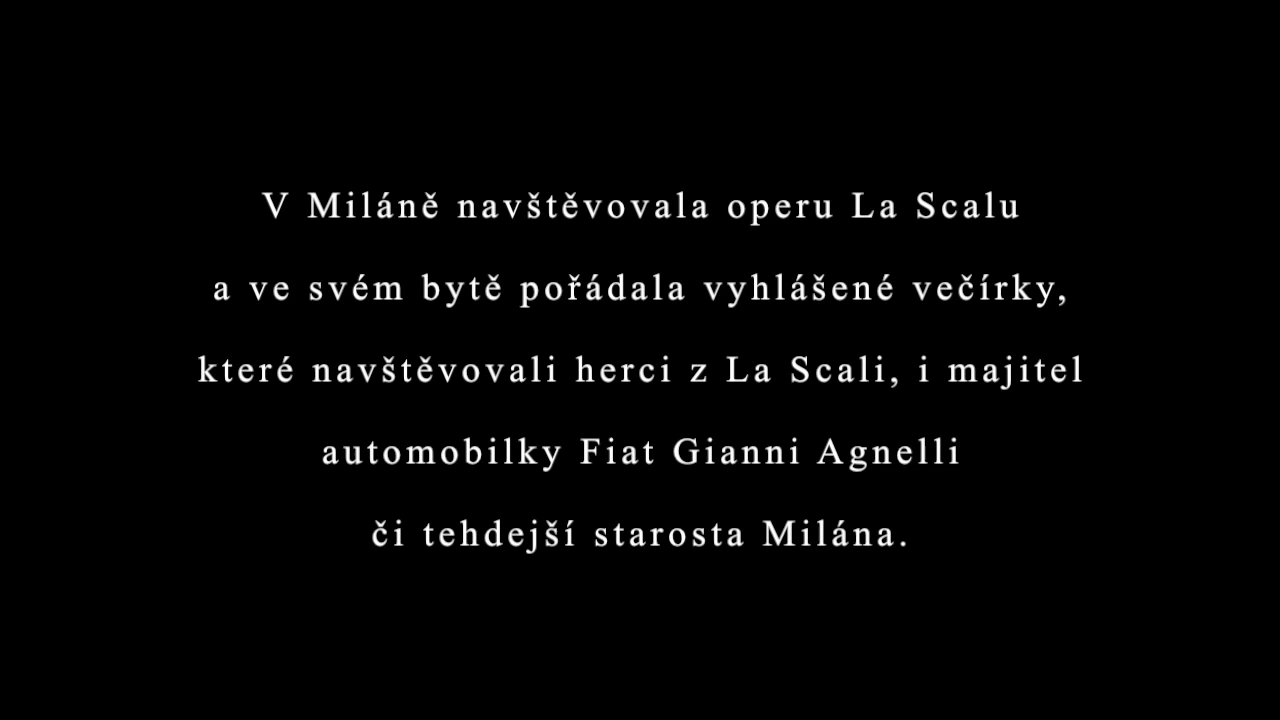 V Miláně navštěvovala operu La Scalu
a ve svém bytě pořádala vyhlášené večírky,
které navštěvovali herci z La Scali, i majitel
automobilky Fiat Gianni Agnelli
či tehdejší starosta Milána.